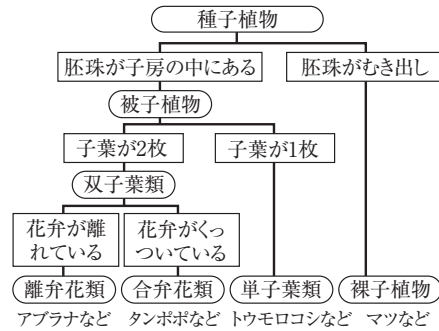 種子植物
胚珠が子房の中にある
胚珠がむき出し
被子植物
子葉が2枚
子葉が1枚
双子葉類
花弁が離
れている
花弁がくっ
ついている
離弁花類
合弁花類
単子葉類
裸子植物
アブラナなど
タンポポなど
トウモロコシなど
マツなど